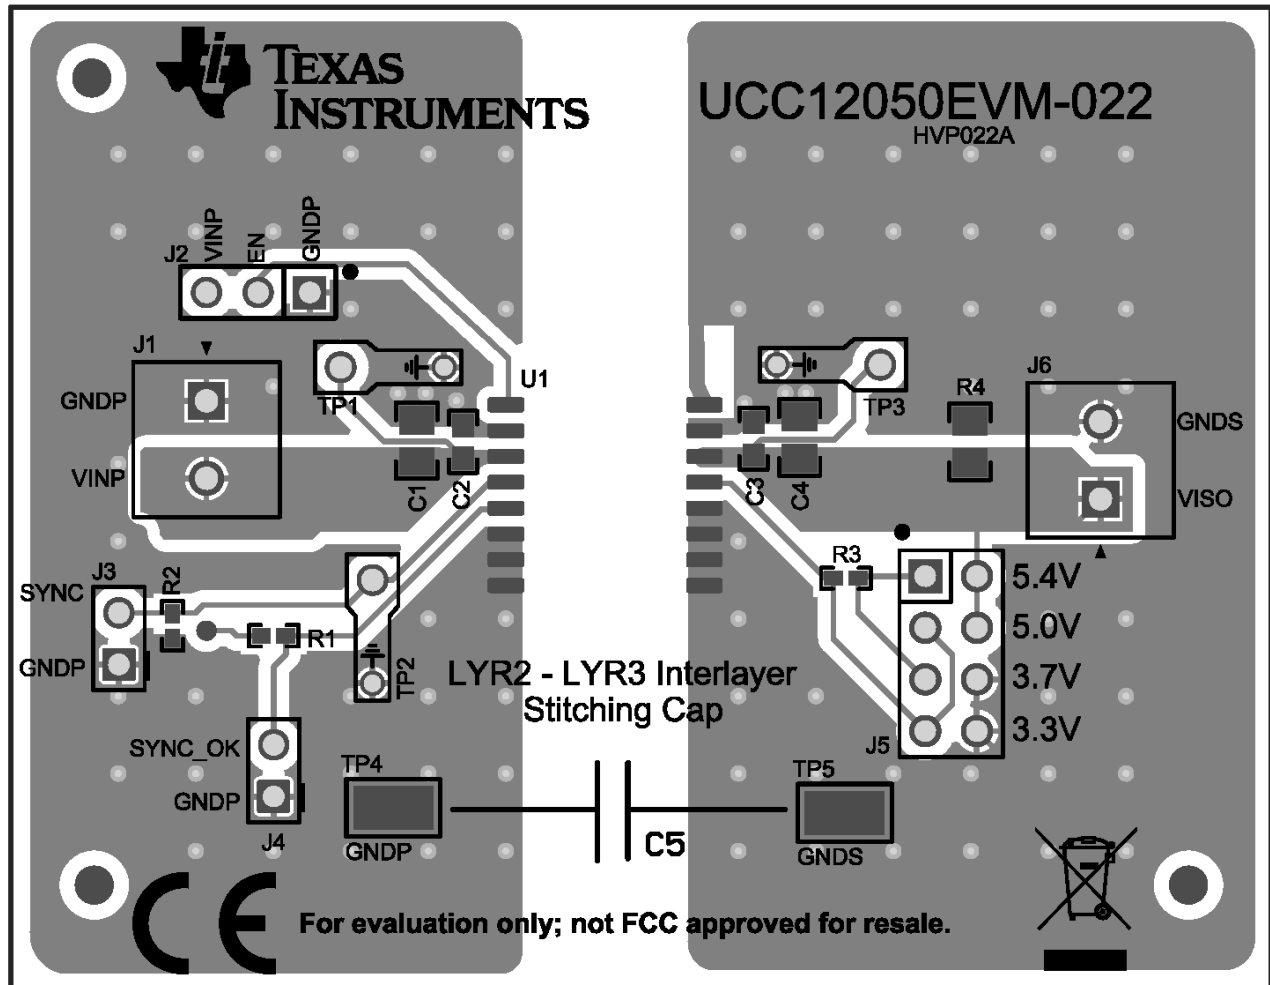 TEXAS
INSTRUMENTS
UCC12050EVM-022
HVP022A
J2
VINP
EN
GNDP
J1
GNDP
VINP
TP1
U1
C1
C2
TP3
C3
C4
R4
J6
GNDS
VISO
J3
SYNC
GNDP
R2
R1
TP2
R3
5.4V
5.0V
3.7V
3.3V
J5
LYR2 - LYR3 Interlayer
Stitching Cap
SYNC_OK
GNDP
J4
TP4
GNDP
C5
TP5
GNDS
CE
For evaluation only; not FCC approved for resale.